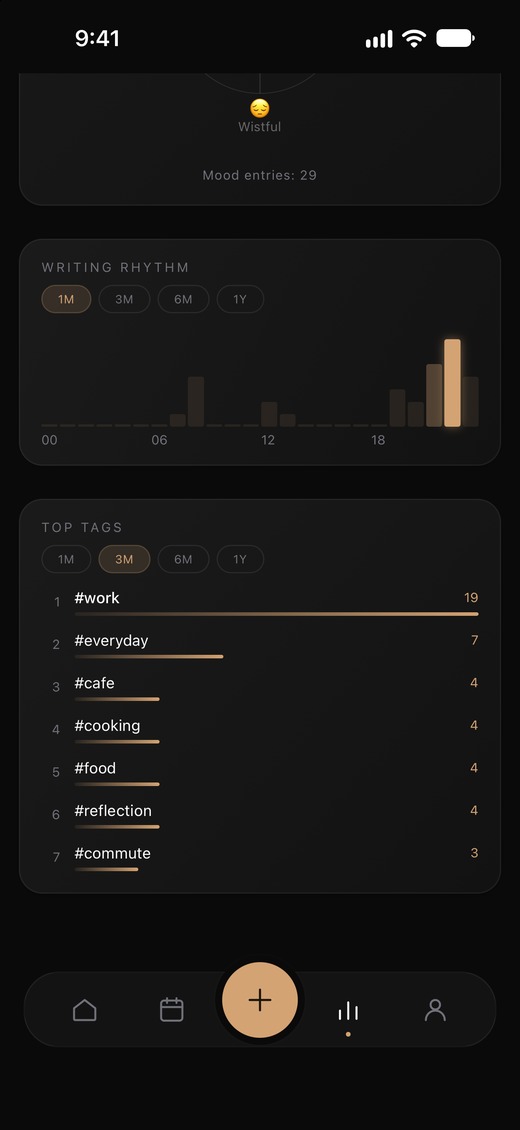 9:41
Wistful
Mood entries: 29
WRITING RHYTHM
1M 3M 6M 1Y
00 06 12 18
TOP TAGS
1M 3M 6M 1Y
1 #work 19
2 #everyday 7
3 #cafe 4
4 #cooking 4
5 #food 4
6 #reflection 4
7 #commute 3